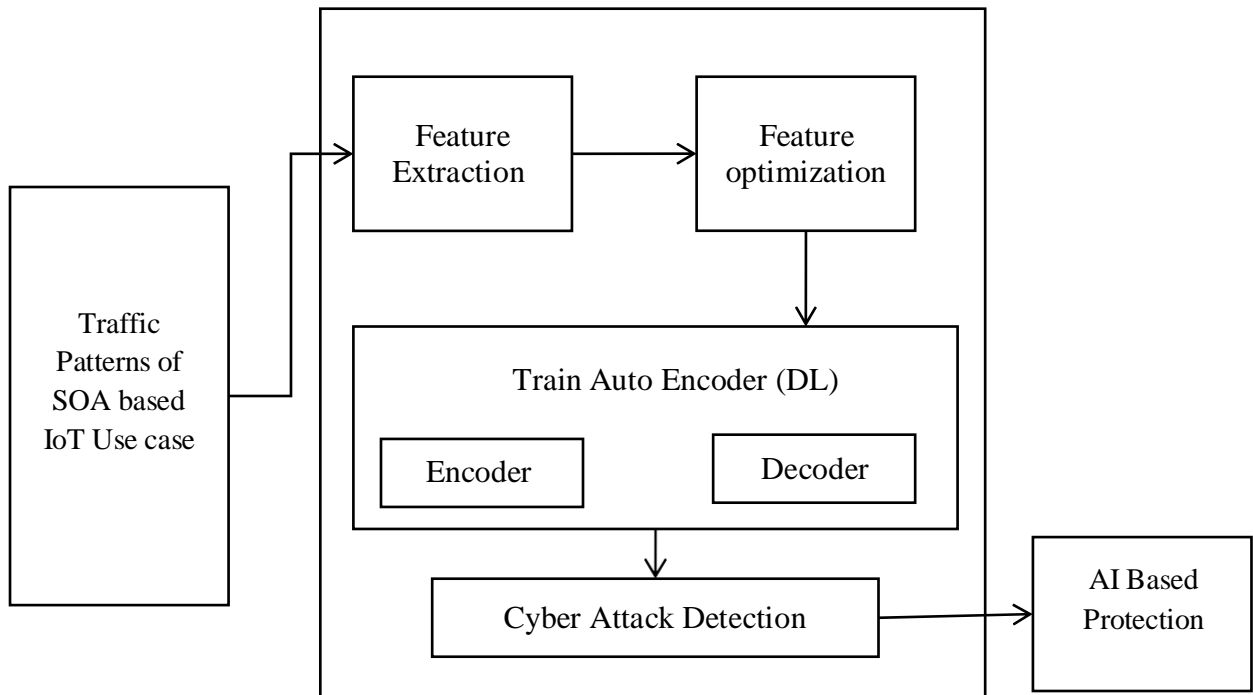 Feature
Extraction
Feature
optimization
Traffic
Patterns of
SOA based
IoT Use case
Train Auto Encoder (DL)
Encoder
Decoder
Cyber Attack Detection
AI Based
Protection